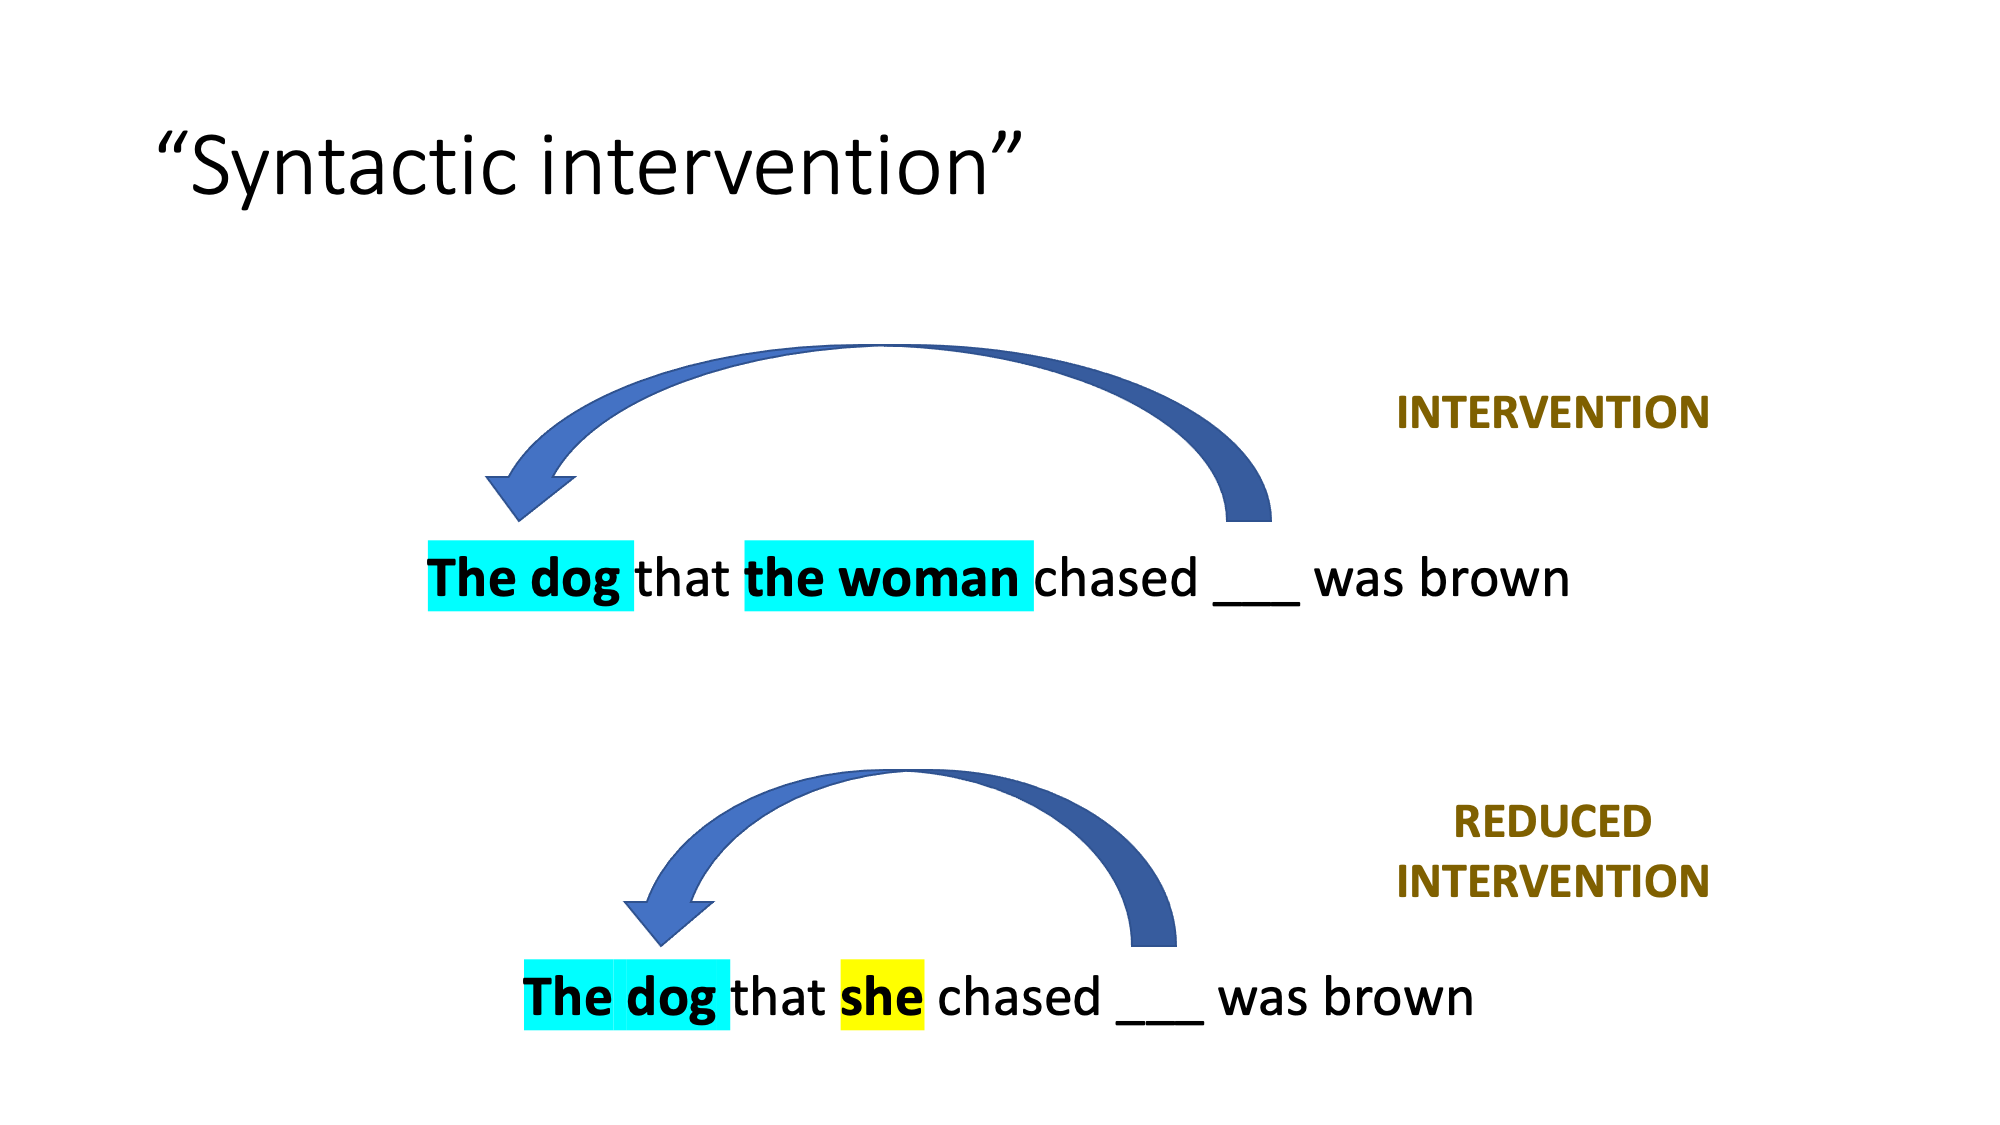 “Syntactic intervention”
INTERVENTION
The dog that the woman chased ___ was brown
REDUCED
INTERVENTION
The dog that she chased ___ was brown